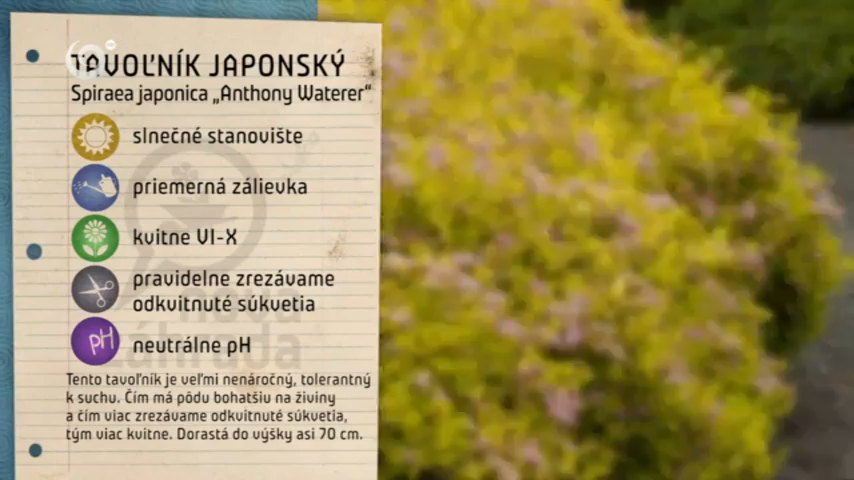 TAVOĽNÍK JAPONSKÝ
Spiraea japonica „Anthony Waterer“
slnečné stanovište
priemerná zálievka
kvitne VI-X
pravidelne zrezávame
odkvitnuté súkvetia
pH neutrálne pH
záhrada
Tento tavoľník je veľmi nenáročný, tolerantný
k suchu. Čím má pôdu bohatšiu na živiny
a čím viac zrezávame odkvitnuté súkvetia,
tým viac kvitne. Dorastá do výšky asi 70 cm.